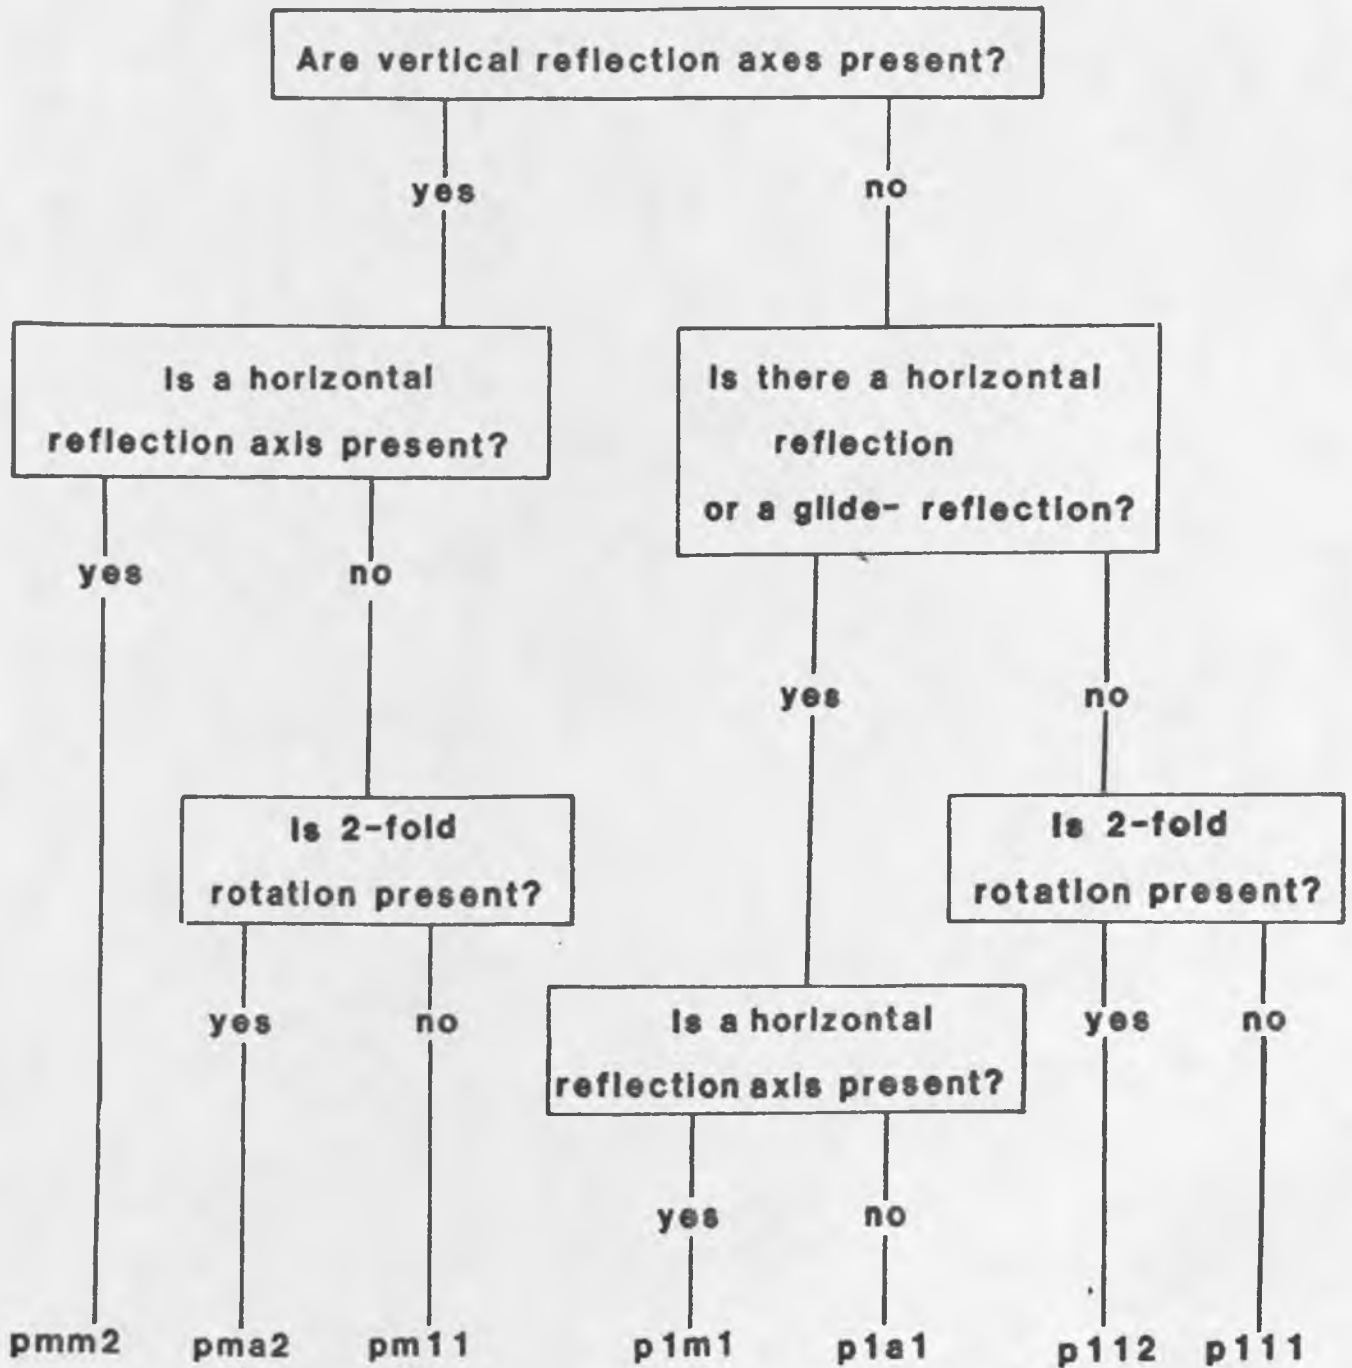 Are vertical reflection axes present?
yes
no
Is a horizontal
reflection axis present?
Is there a horizontal
reflection
or a glide- reflection?
yes
no
yes
no
Is 2-fold
rotation present?
Is 2-fold
rotation present?
yes
no
Is a horizontal
reflection axis present?
yes
no
yes
no
pmm2
pma2
pm11
p1m1
p1a1
p112
p111